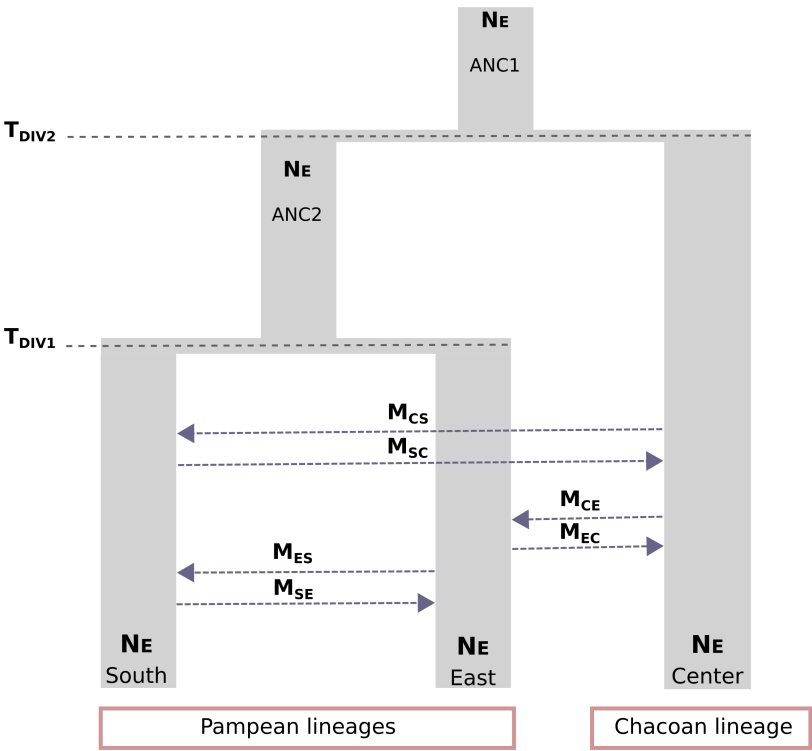 NE
ANC1
TDIV2
NE
ANC2
TDIV1
MCS
MSC
MCE
MEC
MES
MSE
NE
South
NE
East
NE
Center
Pampean lineages
Chacoan lineage